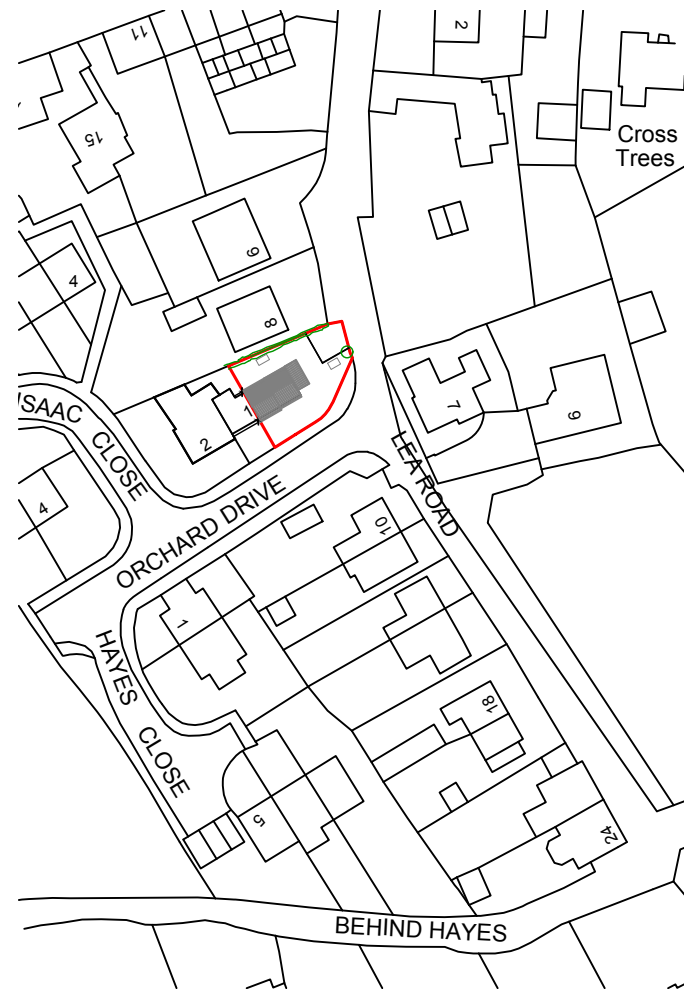 11
2
15
Cross
Trees
9
4
8
7
9
ISAAC CLOSE
1
2
LEA ROAD
4
ORCHARD DRIVE
10
1
HAYES CLOSE
18
5
24
BEHIND HAYES